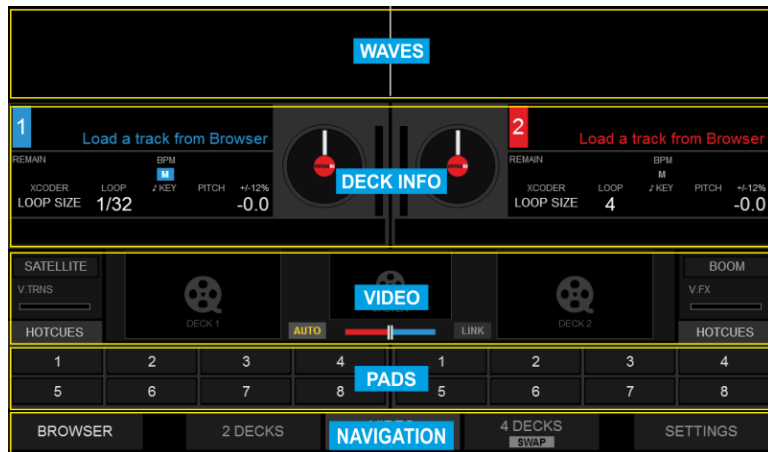 WAVES
1
Load a track from Browser
REMAIN
BPM
M
XCODER LOOP ♪KEY PITCH +/-12%
LOOP SIZE 1/32 -0.0
DECK INFO
2
Load a track from Browser
REMAIN
BPM
M
XCODER LOOP ♪KEY PITCH +/-12%
LOOP SIZE 4 -0.0
SATELLITE
V.TRNS
HOTCUES
DECK 1
VIDEO
AUTO
LINK
DECK 2
BOOM
V.FX
HOTCUES
1 2 3 4 1 2 3 4
PADS
5 6 7 8 5 6 7 8
BROWSER 2 DECKS NAVIGATION 4 DECKS SETTINGS
SWAP